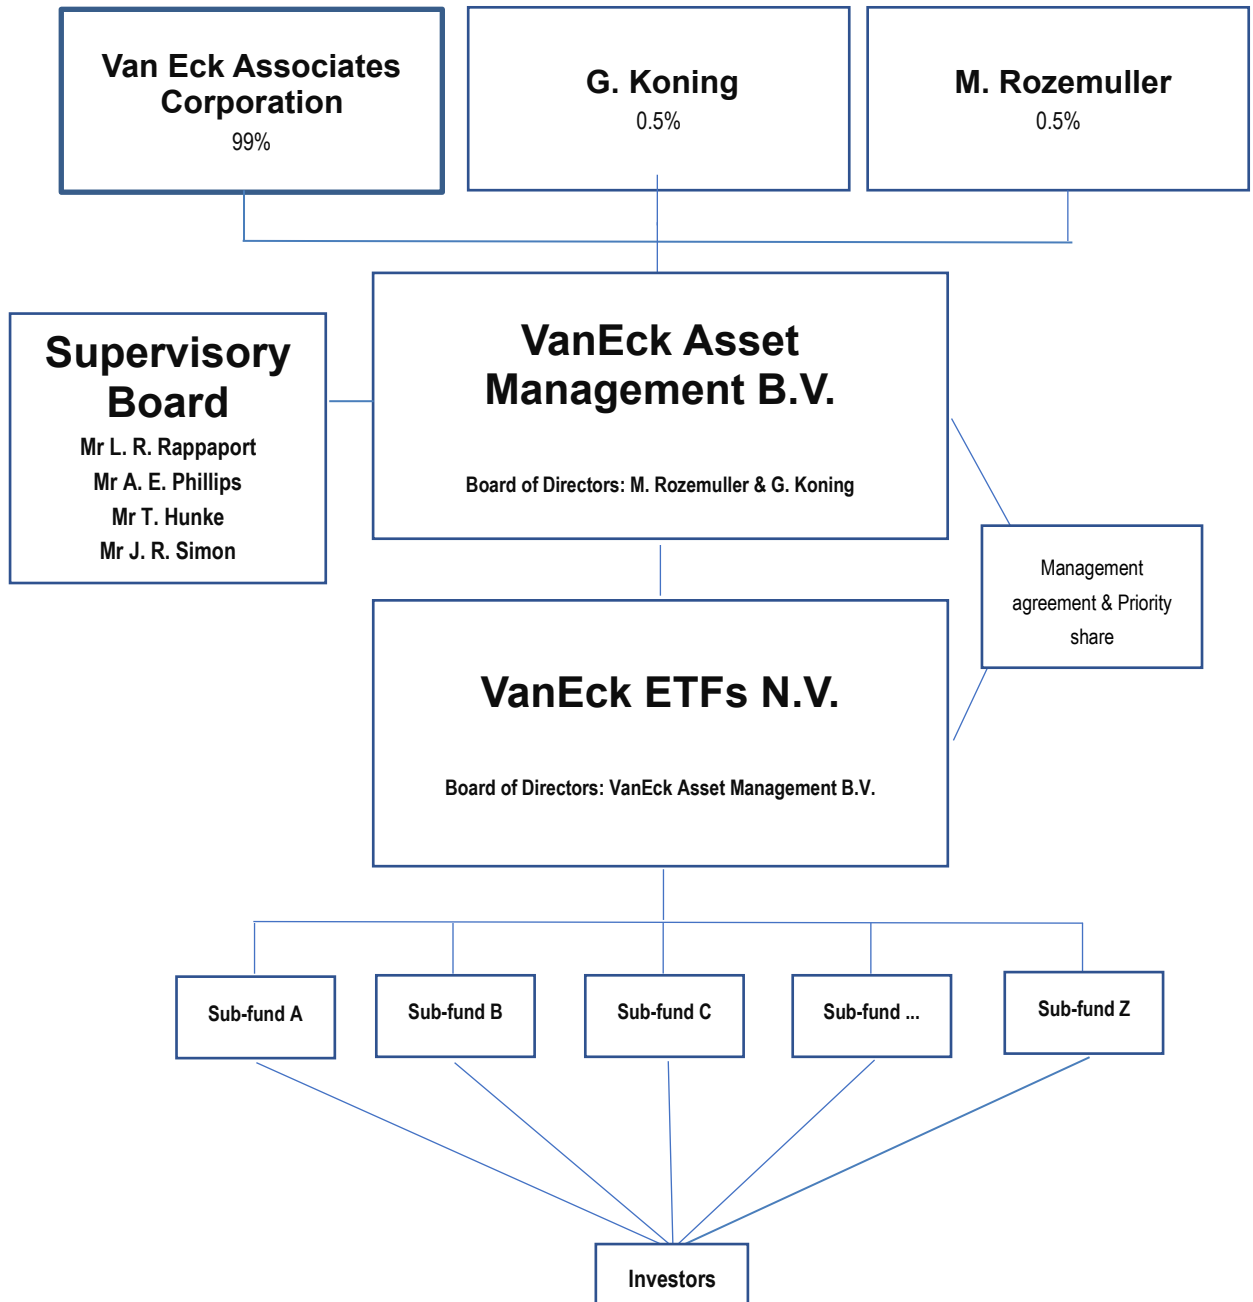 Van Eck Associates
Corporation
99%
G. Koning
0.5%
M. Rozemuller
0.5%
VanEck Asset
Management B.V.
Board of Directors: M. Rozemuller & G. Koning
Supervisory
Board
Mr L. R. Rappaport
Mr A. E. Phillips
Mr T. Hunke
Mr J. R. Simon
Management
agreement & Priority
share
VanEck ETFs N.V.
Board of Directors: VanEck Asset Management B.V.
Sub-fund A
Sub-fund B
Sub-fund C
Sub-fund ...
Sub-fund Z
Investors